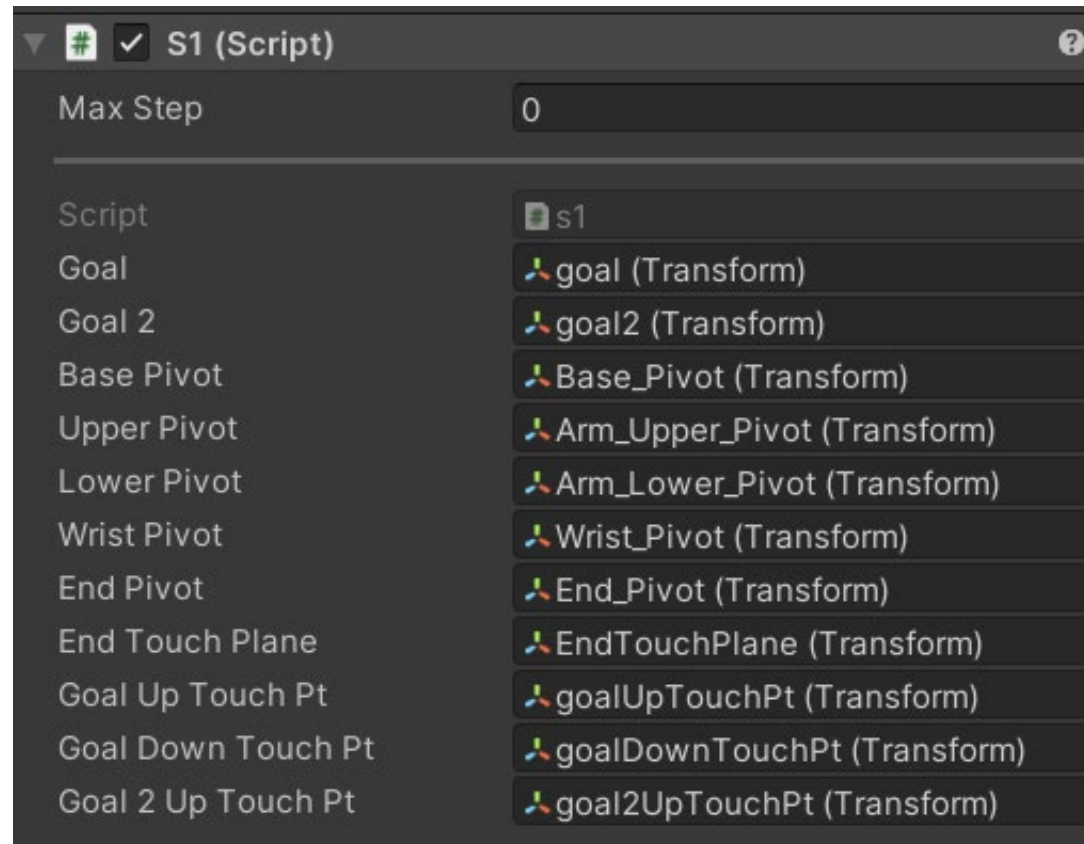 # S1 (Script) ?
Max Step 0
Script # s1
Goal goal (Transform)
Goal 2 goal2 (Transform)
Base Pivot Base_Pivot (Transform)
Upper Pivot Arm_Upper_Pivot (Transform)
Lower Pivot Arm_Lower_Pivot (Transform)
Wrist Pivot Wrist_Pivot (Transform)
End Pivot End_Pivot (Transform)
End Touch Plane EndTouchPlane (Transform)
Goal Up Touch Pt goalUpTouchPt (Transform)
Goal Down Touch Pt goalDownTouchPt (Transform)
Goal 2 Up Touch Pt goal2UpTouchPt (Transform)